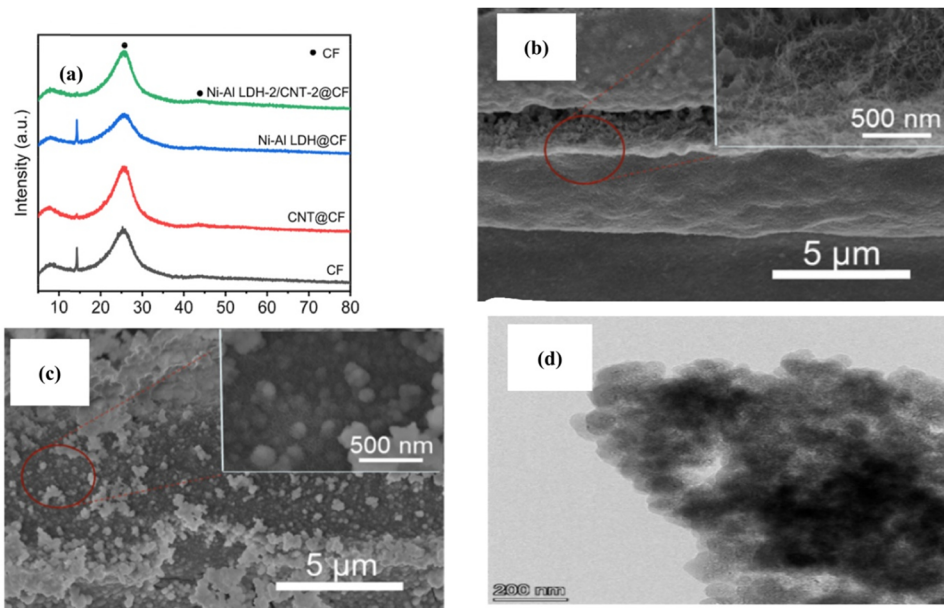 (a)
• CF
Ni-Al LDH-2/CNT-2@CF
Ni-Al LDH@CF
CNT@CF
CF
Intensity (a.u.)
10 20 30 40 50 60 70 80
(b)
500 nm
5 µm
(c)
500 nm
5 µm
(d)
200 nm